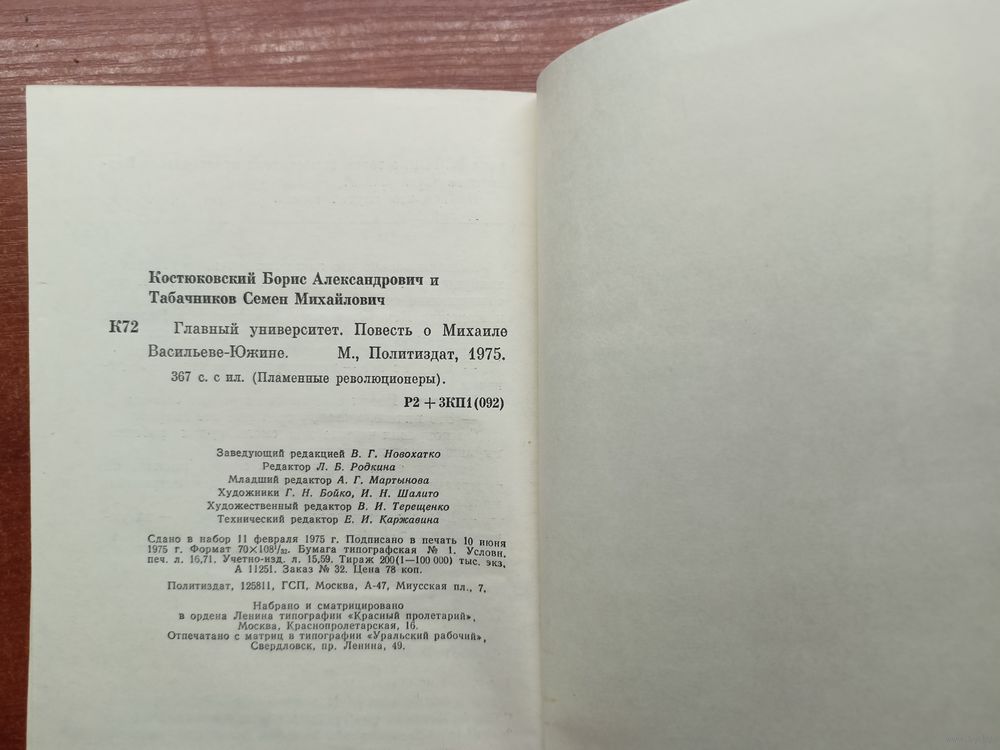 Костюковский Борис Александрович и
Табачников Семен Михайлович
К72 Главный университет. Повесть о Михаиле
Васильеве-Южине. М., Политиздат, 1975.
367 с. с ил. (Пламенные революционеры).
Р2 + 3КП1(092)
Заведующий редакцией В. Г. Новохатко
Редактор Л. Б. Родкина
Младший редактор А. Г. Мартынова
Художники Г. Н. Бойко, И. Н. Шалито
Художественный редактор В. И. Терещенко
Технический редактор Е. И. Каржавина
Сдано в набор 11 февраля 1975 г. Подписано в печать 10 июня
1975 г. Формат 70×108¹/₃₂. Бумага типографская № 1. Условн.
печ. л. 16,71. Учетно-изд. л. 15,59. Тираж 200(1—100 000) тыс. экз.
А 11251. Заказ № 32. Цена 78 коп.
Политиздат, 125811, ГСП, Москва, А-47, Миусская пл., 7.
Набрано и сматрицировано
в ордена Ленина типографии «Красный пролетарий»,
Москва, Краснопролетарская, 16.
Отпечатано с матриц в типографии «Уральский рабочий»,
Свердловск, пр. Ленина, 49.